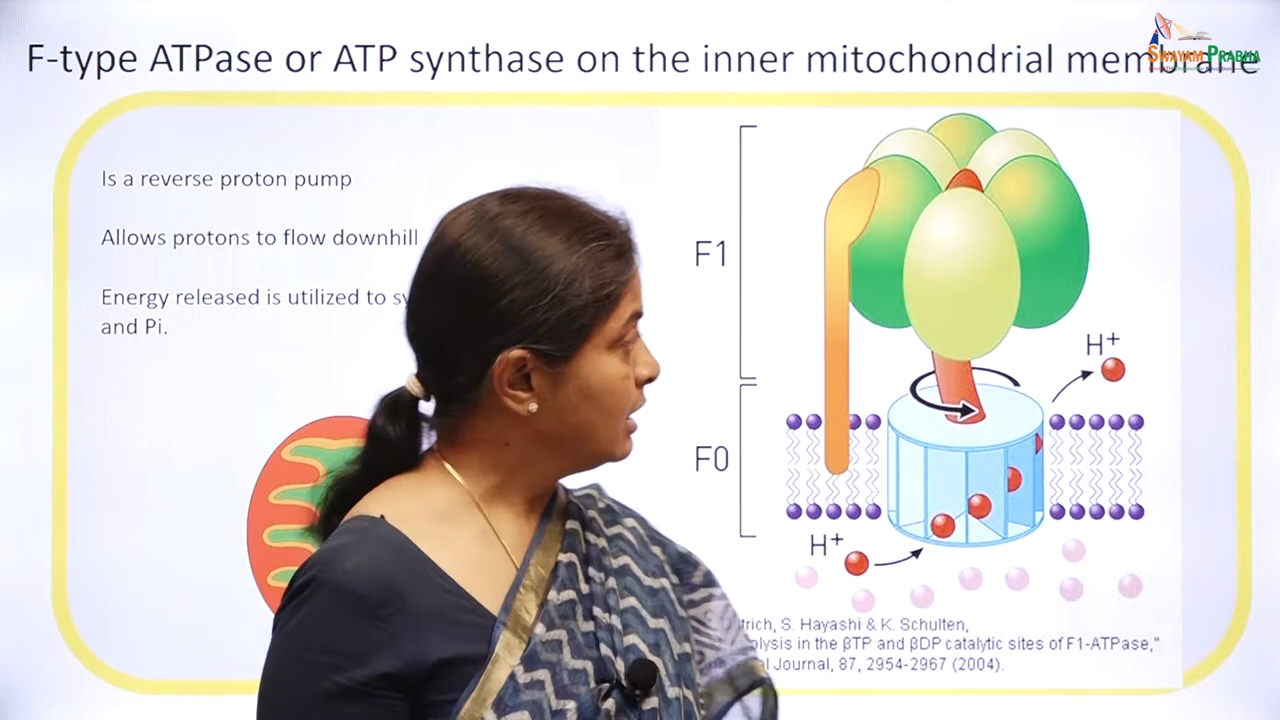 F-type ATPase or ATP synthase on the inner mitochondrial membrane
SWAYAM PRABHA
Is a reverse proton pump
Allows protons to flow downhill
Energy released is utilized to
and Pi.
F1
H+
F0
H+
S. Hayashi & K. Schulten,
in the βTP and βDP catalytic sites of F1-ATPase,"
Journal, 87, 2954-2967 (2004).